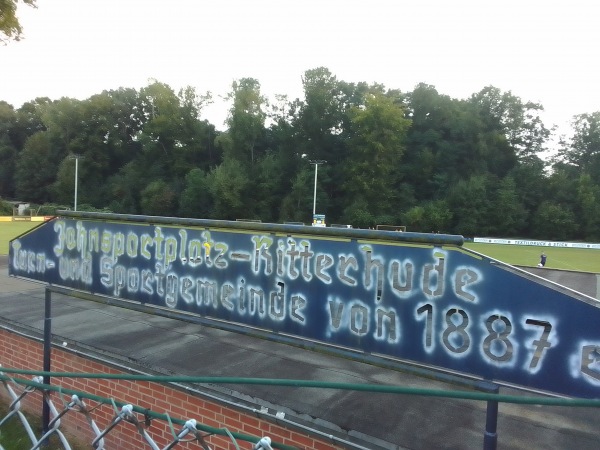 Jahnsportplatz-Ritterhude
Turn- und Sportgemeinde von 1887 e